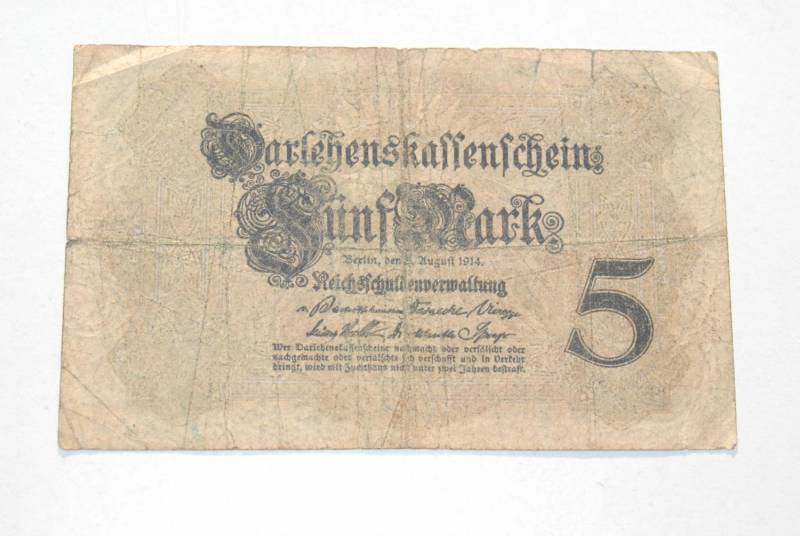 Darlehenskassenschein
Fünf Mark
Berlin, den 5. August 1914.
Reichsschuldenverwaltung
5
Wer Darlehenskassenscheine nachmacht oder verfälscht oder
nachgemachte oder verfälschte sich verschafft und in Verkehr
bringt, wird mit Zuchthaus nicht unter zwei Jahren bestraft.